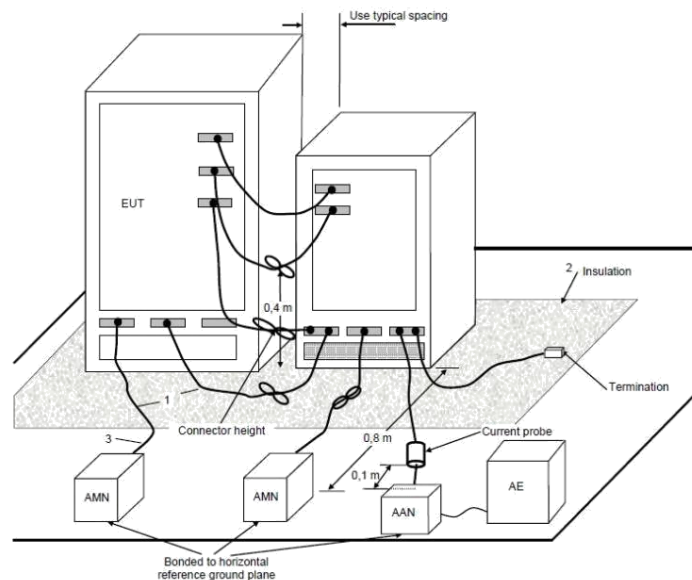 Use typical spacing
EUT
0,4 m
2
Insulation
1
Connector height
Termination
3
0,8 m
Current probe
0,1 m
AMN
AMN
AAN
AE
Bonded to horizontal
reference ground plane